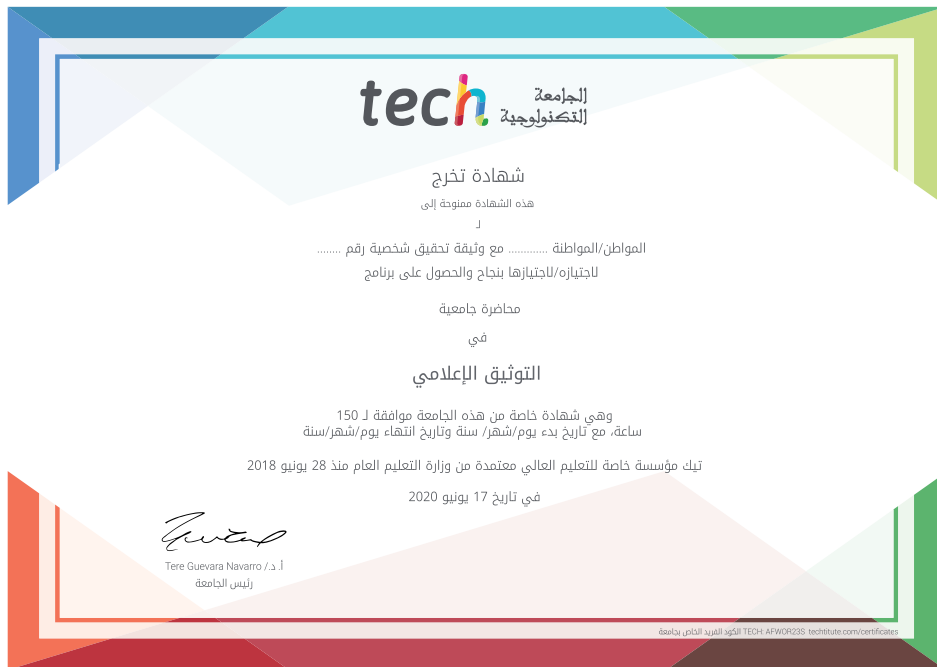 tech
الجامعة
التكنولوجية
شهادة تخرج
هذه الشهادة ممنوحة إلى
لـ
المواطن/المواطنة ............. مع وثيقة تحقيق شخصية رقم ........
لاجتيازه/لاجتيازها بنجاح والحصول على برنامج
محاضرة جامعية
في
التوثيق الإعلامي
وهي شهادة خاصة من هذه الجامعة موافقة لـ 150
ساعة، مع تاريخ بدء يوم/شهر/ سنة وتاريخ انتهاء يوم/شهر/سنة
تيك مؤسسة خاصة للتعليم العالي معتمدة من وزارة التعليم العام منذ 28 يونيو 2018
في تاريخ 17 يونيو 2020
أ. د./ Tere Guevara Navarro
رئيس الجامعة
الكود الفريد الخاص بجامعة TECH: AFWOR23S techtitute.com/certificates